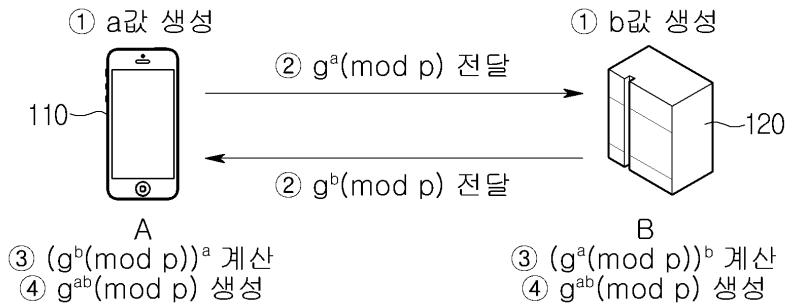 ① a값 생성
① b값 생성
② gᵃ(mod p) 전달
110
120
② gᵇ(mod p) 전달
A
B
③ (gᵇ(mod p))ᵃ 계산
③ (gᵃ(mod p))ᵇ 계산
④ gᵃᵇ(mod p) 생성
④ gᵃᵇ(mod p) 생성